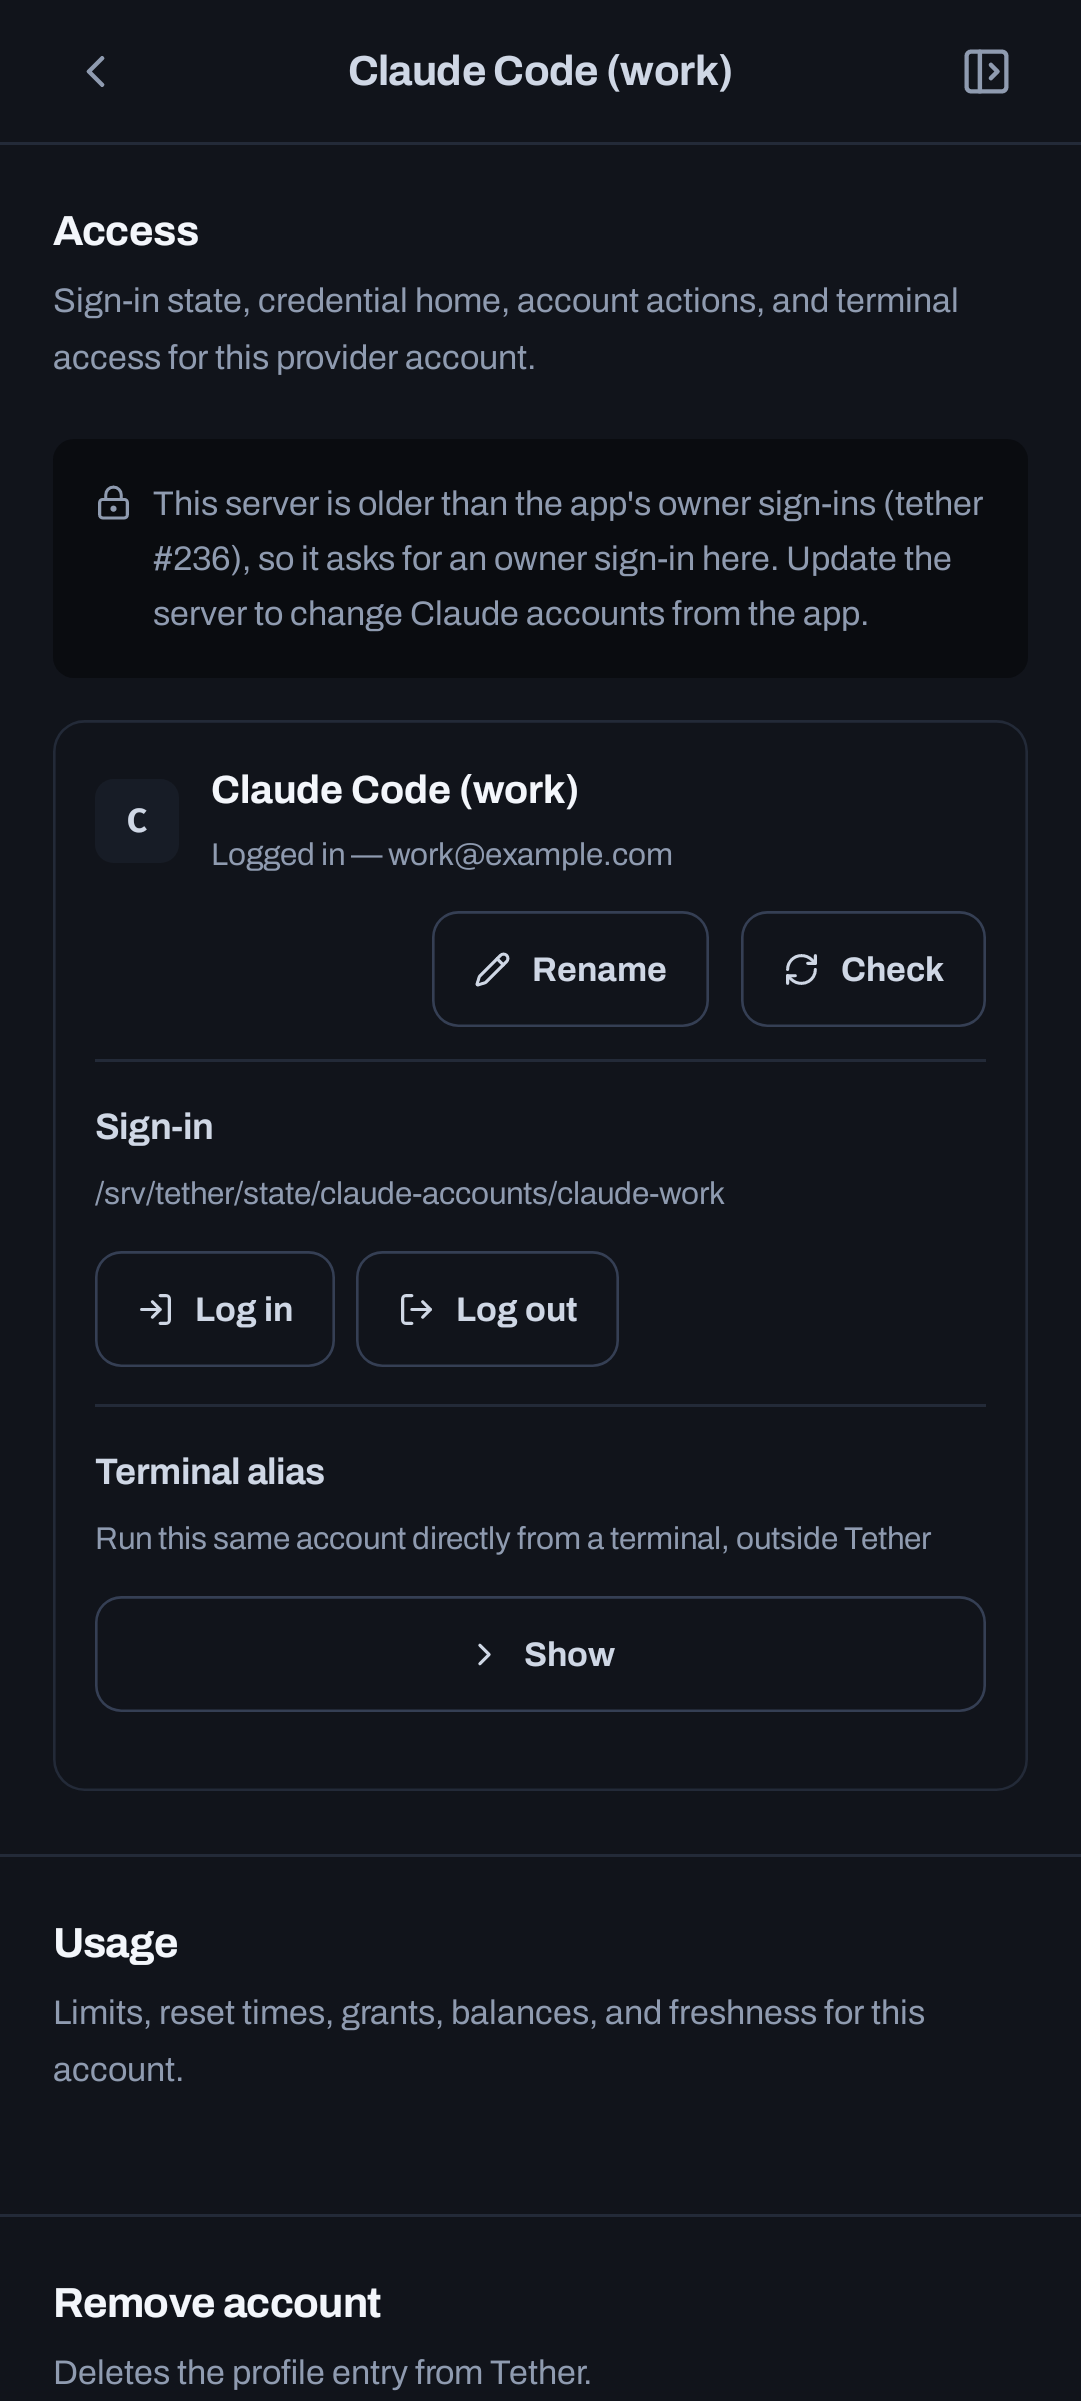 Claude Code (work)
Access
Sign-in state, credential home, account actions, and terminal
access for this provider account.
This server is older than the app's owner sign-ins (tether
#236), so it asks for an owner sign-in here. Update the
server to change Claude accounts from the app.
C
Claude Code (work)
Logged in — work@example.com
Rename
Check
Sign-in
/srv/tether/state/claude-accounts/claude-work
Log in
Log out
Terminal alias
Run this same account directly from a terminal, outside Tether
Show
Usage
Limits, reset times, grants, balances, and freshness for this
account.
Remove account
Deletes the profile entry from Tether.